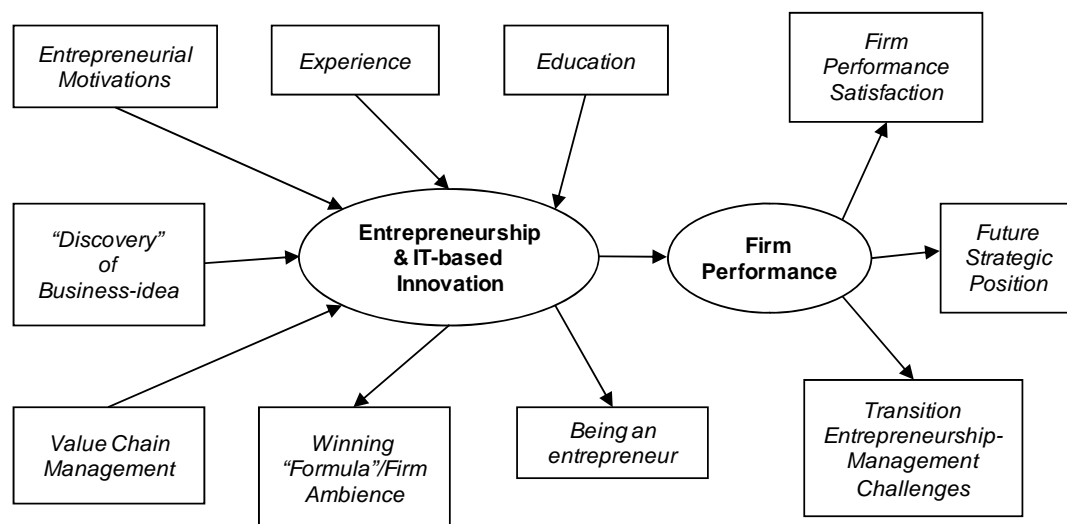 Entrepreneurial
Motivations
Experience
Education
Firm
Performance
Satisfaction
“Discovery”
of
Business-idea
Entrepreneurship
& IT-based
Innovation
Firm
Performance
Future
Strategic
Position
Value Chain
Management
Winning
“Formula”/Firm
Ambience
Being an
entrepreneur
Transition
Entrepreneurship-
Management
Challenges